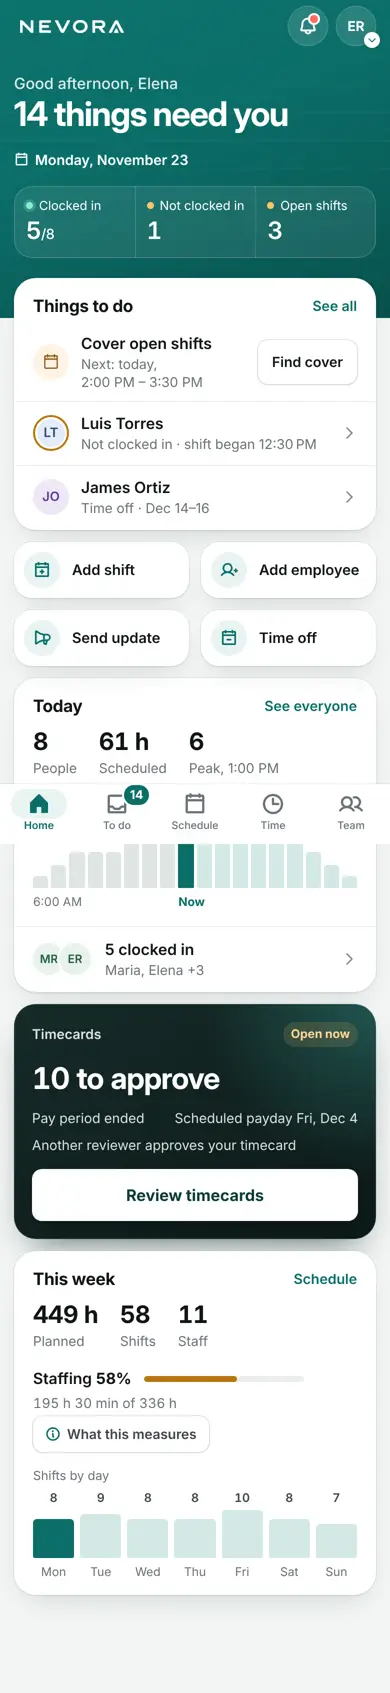 NEVORA
ER
Good afternoon, Elena
14 things need you
Monday, November 23
Clocked in
5/8
Not clocked in
1
Open shifts
3
Things to do
See all
Cover open shifts
Next: today,
2:00 PM – 3:30 PM
Find cover
LT
Luis Torres
Not clocked in · shift began 12:30 PM
JO
James Ortiz
Time off · Dec 14–16
Add shift
Add employee
Send update
Time off
Today
See everyone
8
People
61 h
Scheduled
6
Peak, 1:00 PM
Home
14
To do
Schedule
Time
Team
6:00 AM
Now
MR
ER
5 clocked in
Maria, Elena +3
Timecards
Open now
10 to approve
Pay period ended
Scheduled payday Fri, Dec 4
Another reviewer approves your timecard
Review timecards
This week
Schedule
449 h
Planned
58
Shifts
11
Staff
Staffing 58%
195 h 30 min of 336 h
What this measures
Shifts by day
8 9 8 8 10 8 7
Mon Tue Wed Thu Fri Sat Sun